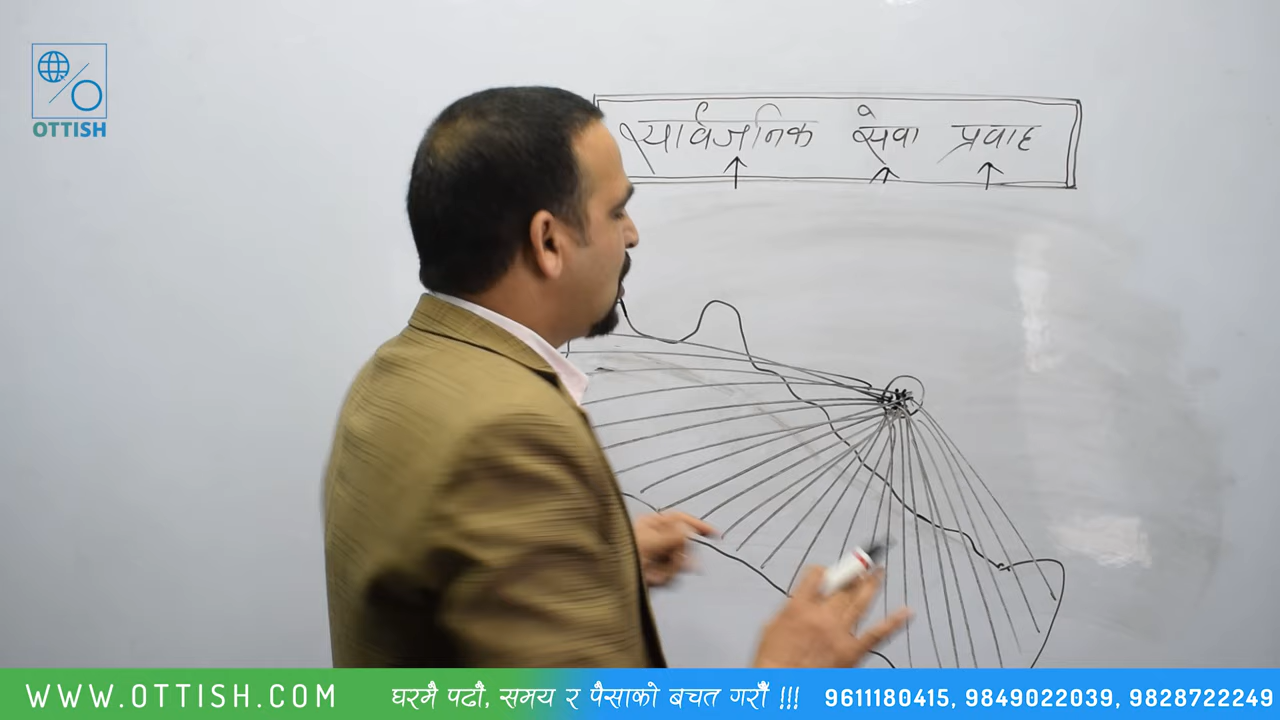 OTTISH
सार्वजनिक सेवा प्रवाह
WWW.OTTISH.COM घरमै पढौं, समय र पैसाको बचत गरौं !!! 9611180415, 9849022039, 9828722249